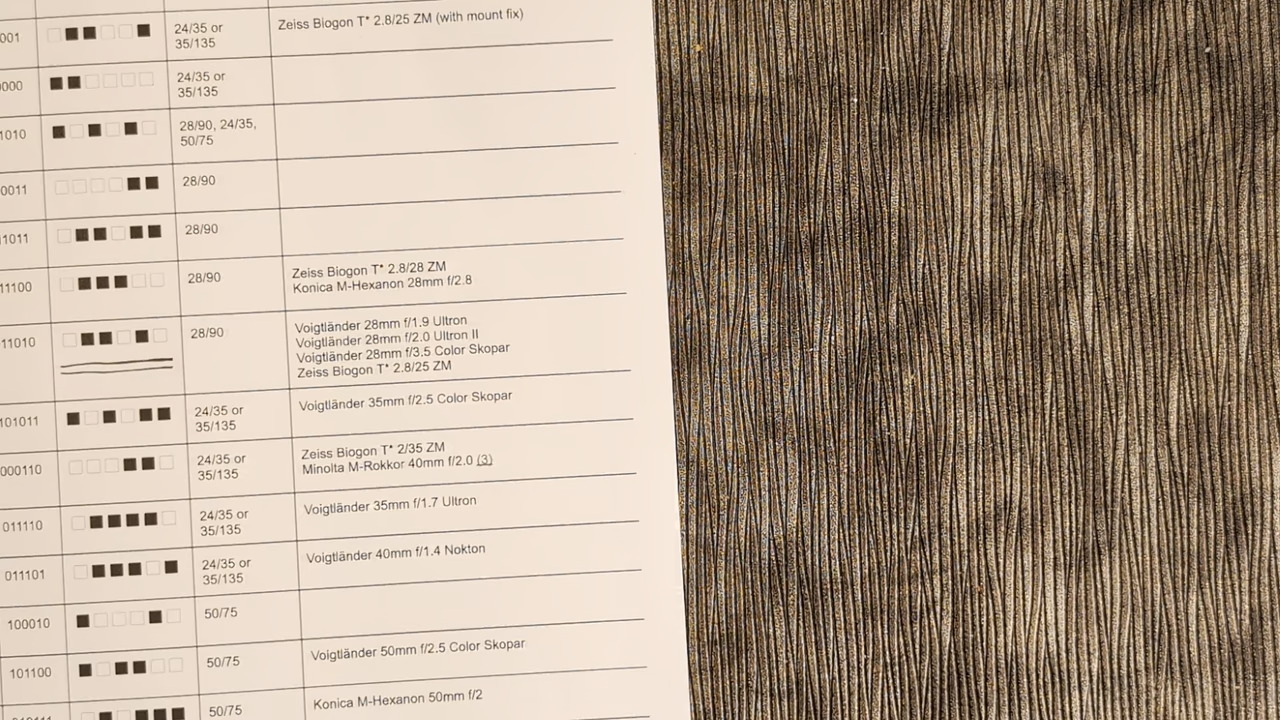 001
24/35 or
35/135
Zeiss Biogon T* 2.8/25 ZM (with mount fix)
000
24/35 or
35/135
1010
28/90, 24/35,
50/75
0011
28/90
1011
28/90
11100
28/90
Zeiss Biogon T* 2.8/28 ZM
Konica M-Hexanon 28mm f/2.8
11010
28/90
Voigtländer 28mm f/1.9 Ultron
Voigtländer 28mm f/2.0 Ultron II
Voigtländer 28mm f/3.5 Color Skopar
Zeiss Biogon T* 2.8/25 ZM
101011
24/35 or
35/135
Voigtländer 35mm f/2.5 Color Skopar
000110
24/35 or
35/135
Zeiss Biogon T* 2/35 ZM
Minolta M-Rokkor 40mm f/2.0 (3)
011110
24/35 or
35/135
Voigtländer 35mm f/1.7 Ultron
011101
24/35 or
35/135
Voigtländer 40mm f/1.4 Nokton
100010
50/75
101100
50/75
Voigtländer 50mm f/2.5 Color Skopar
50/75
Konica M-Hexanon 50mm f/2